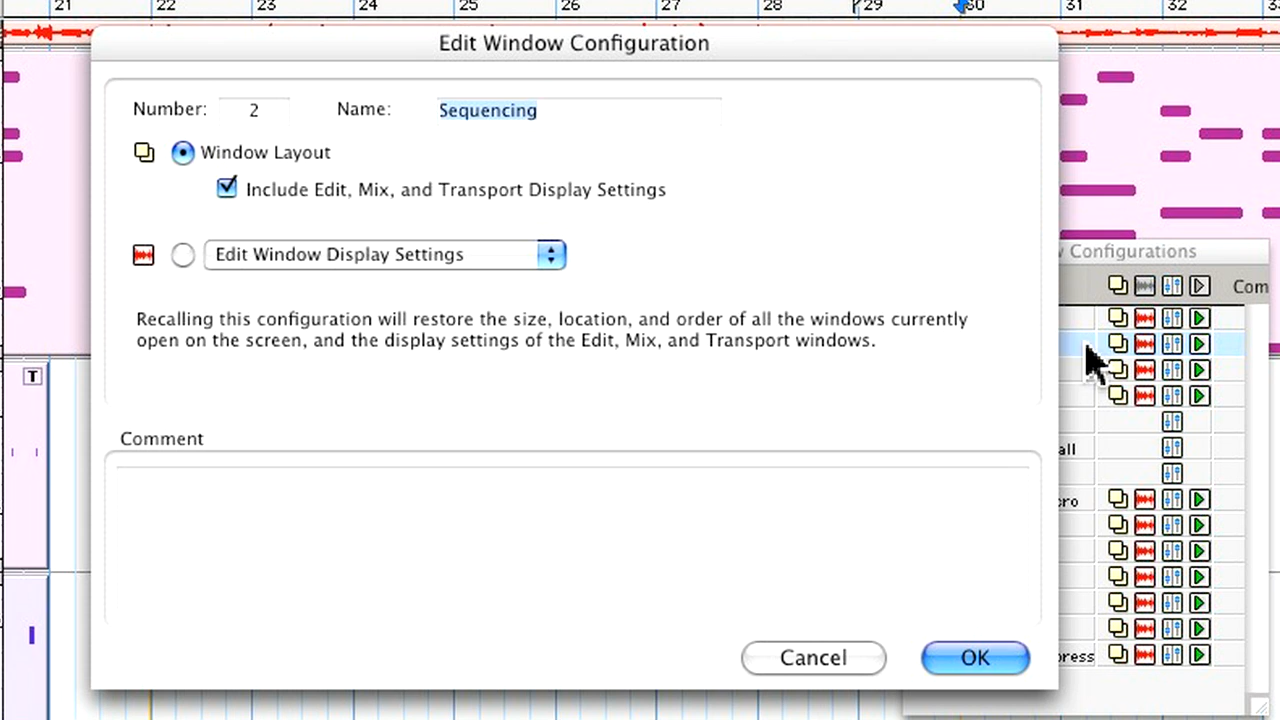 21 22 23 24 25 26 27 28 29 30 31 32
Edit Window Configuration
Number: 2 Name: Sequencing
Window Layout
Include Edit, Mix, and Transport Display Settings
Edit Window Display Settings
Recalling this configuration will restore the size, location, and order of all the windows currently
open on the screen, and the display settings of the Edit, Mix, and Transport windows.
Comment
Cancel OK
T
Configurations
Com
all
cro
press